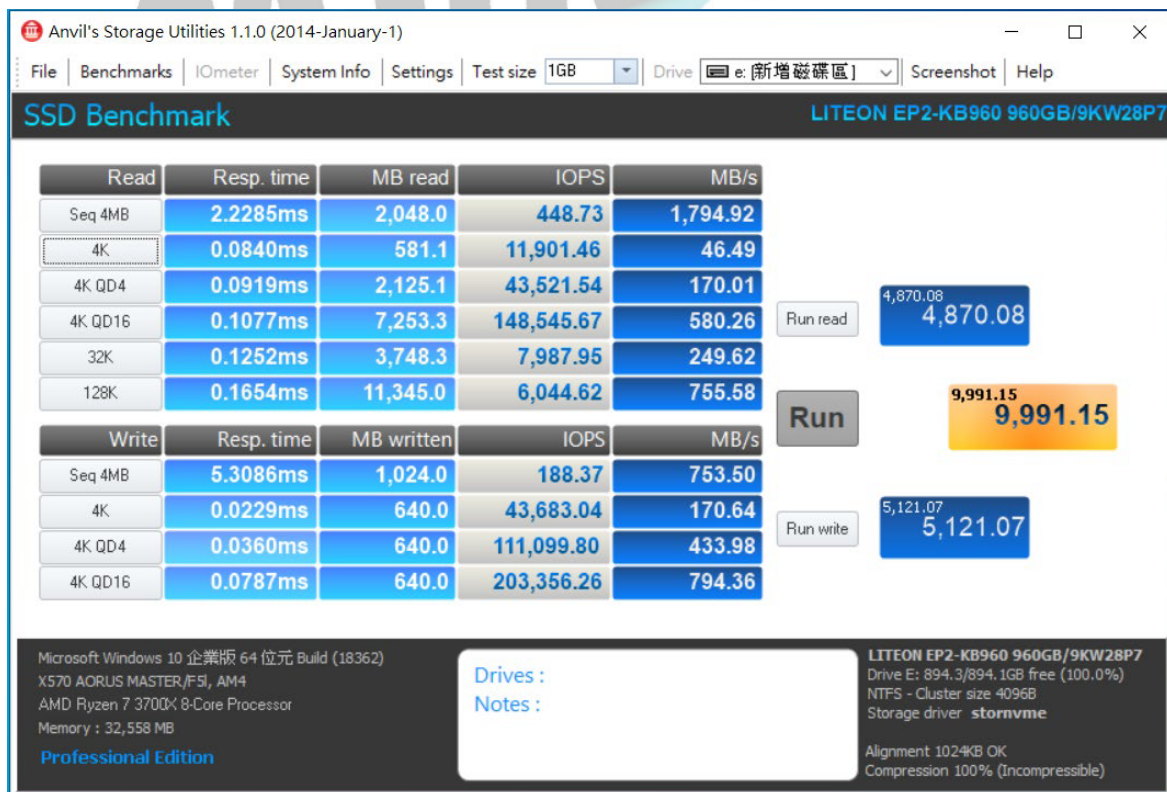 Anvil's Storage Utilities 1.1.0 (2014-January-1)
File Benchmarks IOmeter System Info Settings Test size 1GB Drive e: [新增磁碟區] Screenshot Help
SSD Benchmark LITEON EP2-KB960 960GB/9KW28P7
Read Resp. time MB read IOPS MB/s
Seq 4MB 2.2285ms 2,048.0 448.73 1,794.92
4K 0.0840ms 581.1 11,901.46 46.49
4K QD4 0.0919ms 2,125.1 43,521.54 170.01
4K QD16 0.1077ms 7,253.3 148,545.67 580.26
32K 0.1252ms 3,748.3 7,987.95 249.62
128K 0.1654ms 11,345.0 6,044.62 755.58
Run read
4,870.08
4,870.08
Run
9,991.15
9,991.15
Write Resp. time MB written IOPS MB/s
Seq 4MB 5.3086ms 1,024.0 188.37 753.50
4K 0.0229ms 640.0 43,683.04 170.64
4K QD4 0.0360ms 640.0 111,099.80 433.98
4K QD16 0.0787ms 640.0 203,356.26 794.36
Run write
5,121.07
5,121.07
Microsoft Windows 10 企業版 64 位元 Build (18362)
X570 AORUS MASTER/F5l, AM4
AMD Ryzen 7 3700X 8-Core Processor
Memory : 32,558 MB
Professional Edition
Drives :
Notes :
LITEON EP2-KB960 960GB/9KW28P7
Drive E: 894.3/894.1GB free (100.0%)
NTFS - Cluster size 4096B
Storage driver stornvme
Alignment 1024KB OK
Compression 100% (Incompressible)